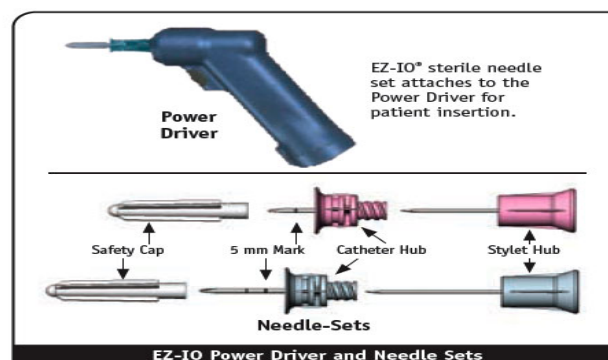 EZ-IO® sterile needle
set attaches to the
Power Driver for
patient insertion.
Power
Driver
Safety Cap
5 mm Mark
Catheter Hub
Stylet Hub
Needle-Sets
EZ-IO Power Driver and Needle Sets